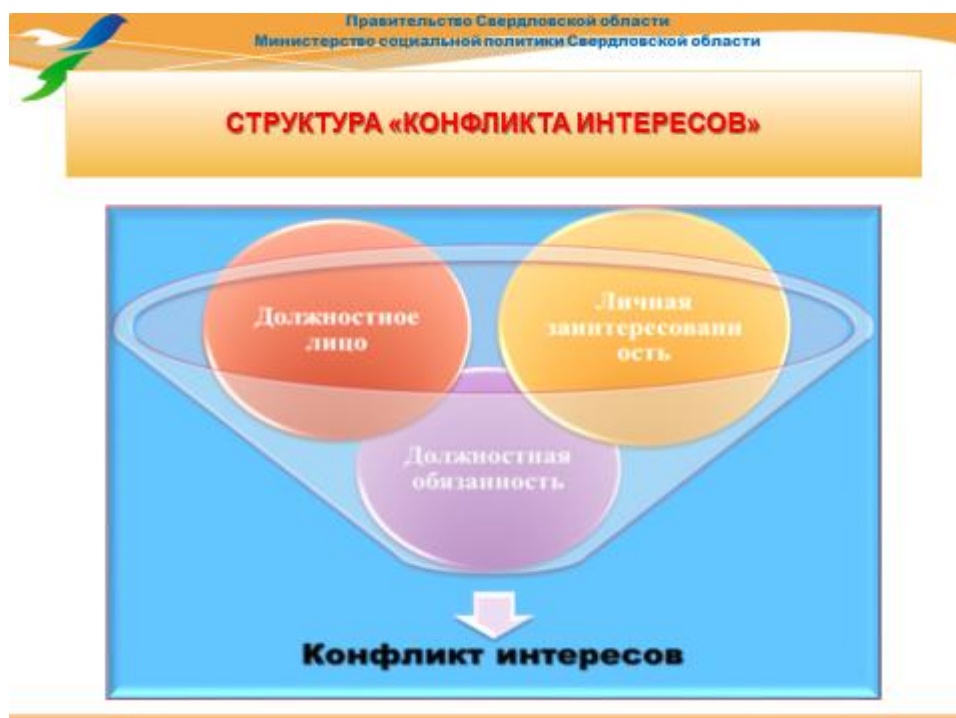 Правительство Свердловской области
Министерство социальной политики Свердловской области
СТРУКТУРА «КОНФЛИКТА ИНТЕРЕСОВ»
Должностное
лицо
Личная
заинтересованн
ость
Должностная
обязанность
Конфликт интересов